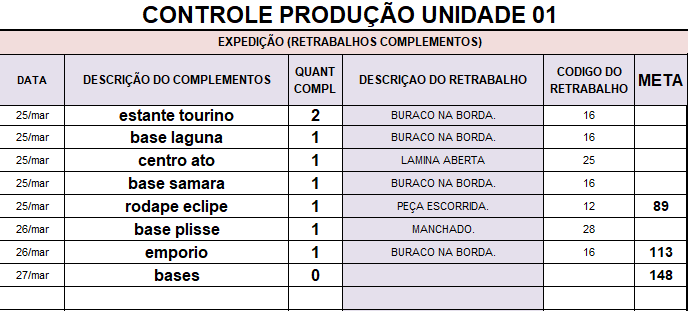 CONTROLE PRODUÇÃO UNIDADE 01
EXPEDIÇÃO (RETRABALHOS COMPLEMENTOS)
DATA DESCRIÇÃO DO COMPLEMENTOS QUANT COMPL DESCRIÇAO DO RETRABALHO CODIGO DO RETRABALHO META
25/mar estante tourino 2 BURACO NA BORDA. 16
25/mar base laguna 1 BURACO NA BORDA. 16
25/mar centro ato 1 LAMINA ABERTA 25
25/mar base samara 1 BURACO NA BORDA. 16
25/mar rodape eclipe 1 PEÇA ESCORRIDA. 12 89
26/mar base plisse 1 MANCHADO. 28
26/mar emporio 1 BURACO NA BORDA. 16 113
27/mar bases 0 148